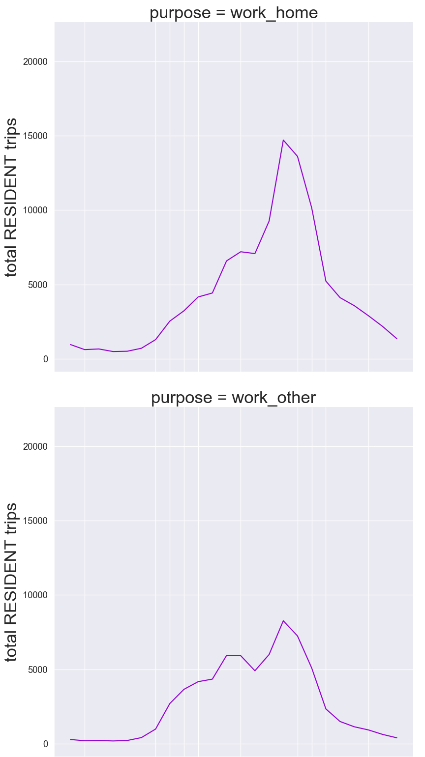 purpose = work_home
total RESIDENT trips
20000
15000
10000
5000
0
purpose = work_other
total RESIDENT trips
20000
15000
10000
5000
0